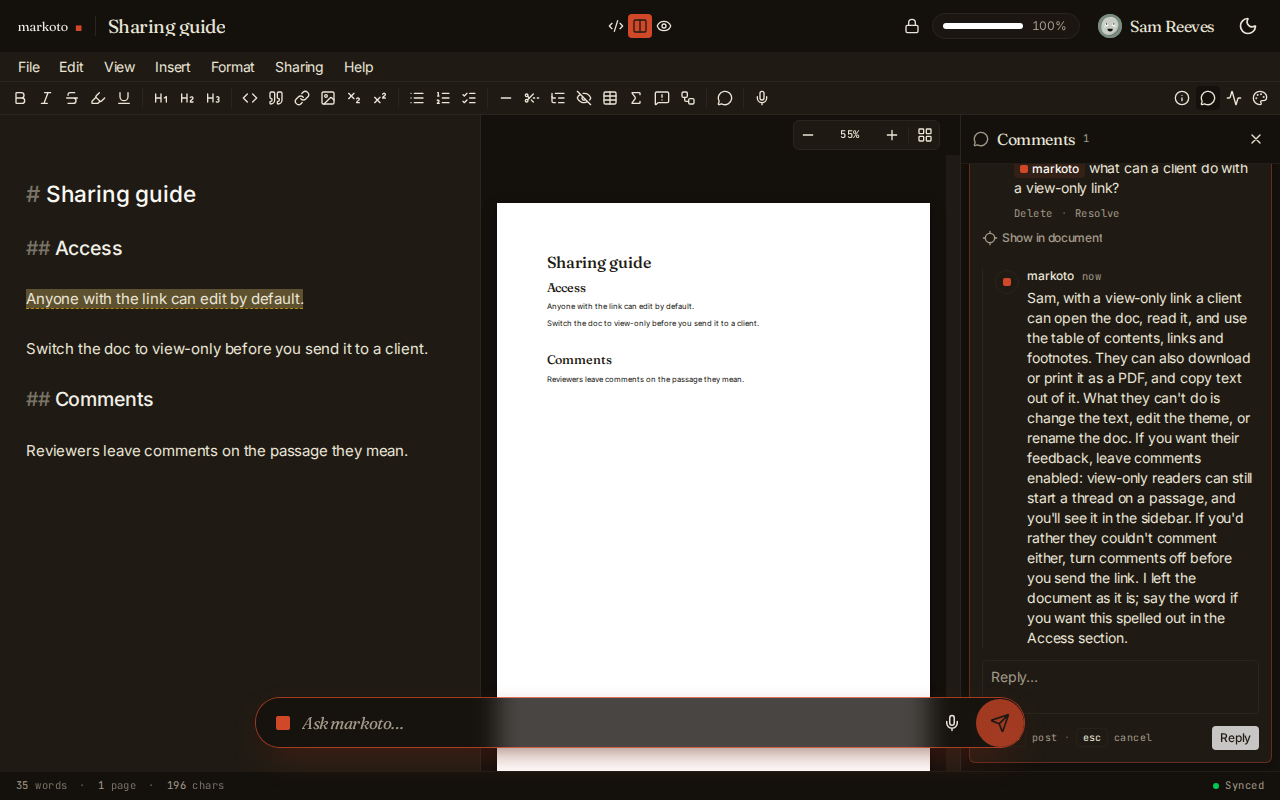 markoto
Sharing guide
100%
Sam Reeves
File Edit View Insert Format Sharing Help
H1 H2 H3
55%
Comments 1
# Sharing guide
## Access
Anyone with the link can edit by default.
Switch the doc to view-only before you send it to a client.
## Comments
Reviewers leave comments on the passage they mean.
Sharing guide
Access
Anyone with the link can edit by default.
Switch the doc to view-only before you send it to a client.
Comments
Reviewers leave comments on the passage they mean.
markoto what can a client do with
a view-only link?
Delete · Resolve
Show in document
markoto now
Sam, with a view-only link a client
can open the doc, read it, and use
the table of contents, links and
footnotes. They can also download
or print it as a PDF, and copy text
out of it. What they can't do is
change the text, edit the theme, or
rename the doc. If you want their
feedback, leave comments
enabled: view-only readers can still
start a thread on a passage, and
you'll see it in the sidebar. If you'd
rather they couldn't comment
either, turn comments off before
you send the link. I left the
document as it is; say the word if
you want this spelled out in the
Access section.
Reply...
post · esc cancel
Reply
Ask markoto...
35 words · 1 page · 196 chars
Synced